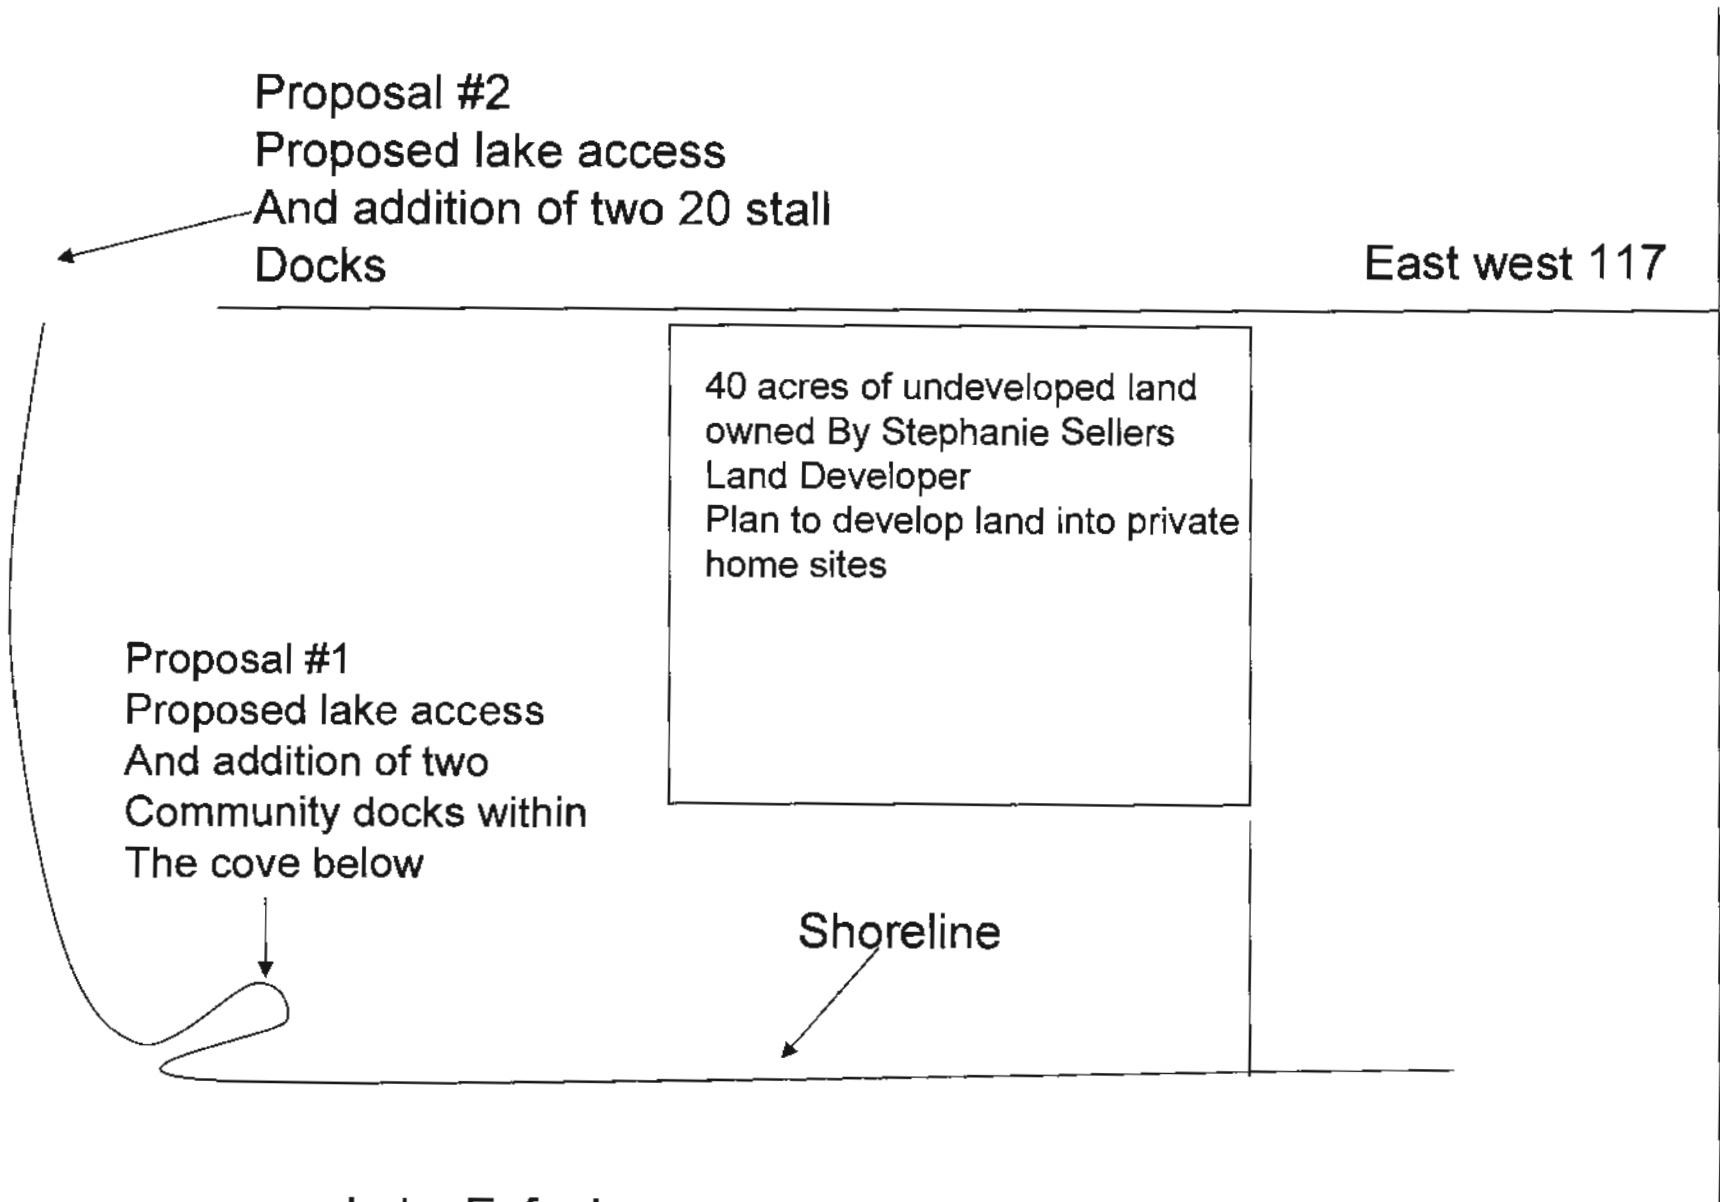 Proposal #2
Proposed lake access
And addition of two 20 stall
Docks
East west 117
40 acres of undeveloped land
owned By Stephanie Sellers
Land Developer
Plan to develop land into private
home sites
Proposal #1
Proposed lake access
And addition of two
Community docks within
The cove below
Shoreline